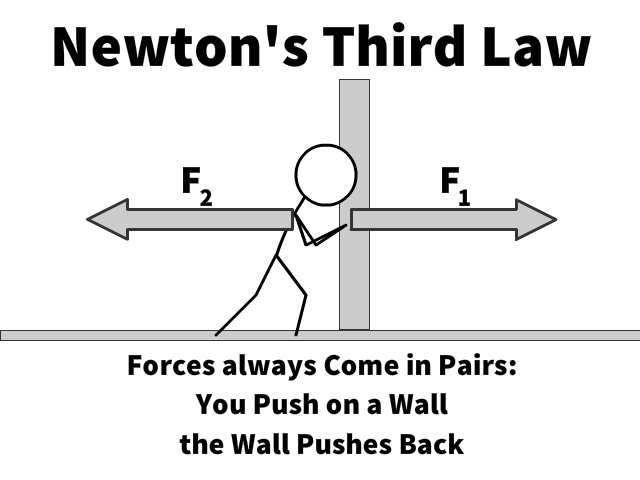 Newton's Third Law
F2 F1
Forces always Come in Pairs:
You Push on a Wall
the Wall Pushes Back